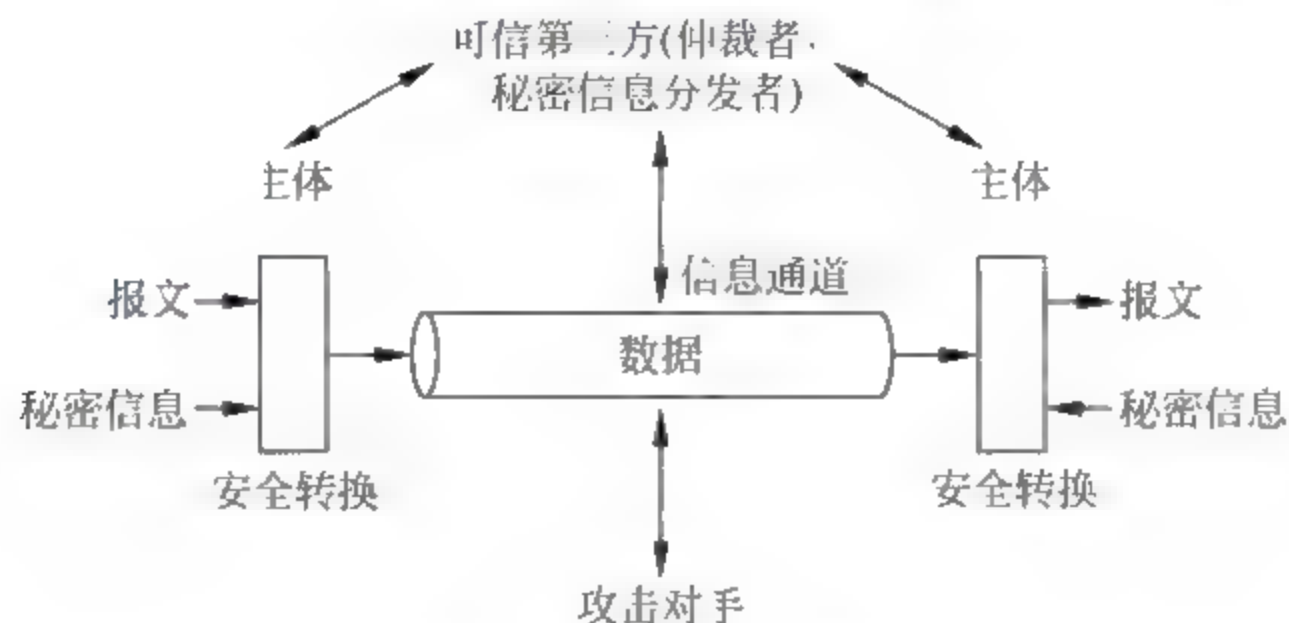 可信第三方(仲裁者、
秘密信息分发者)
主体
主体
信息通道
报文
报文
数据
秘密信息
秘密信息
安全转换
安全转换
攻击对手